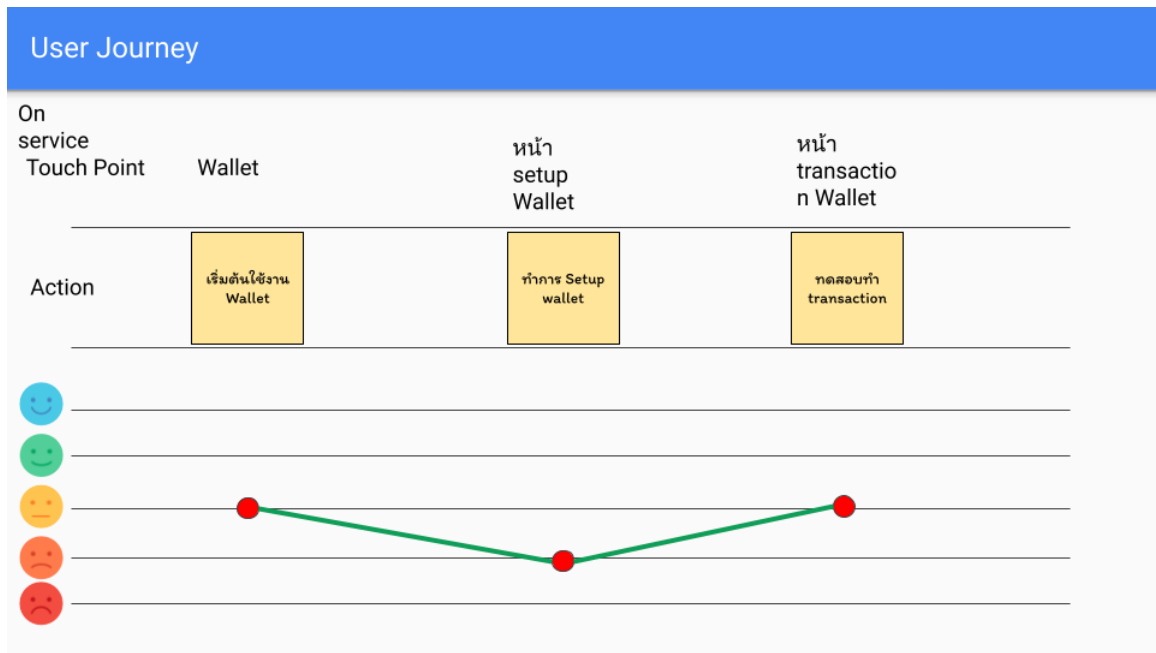 User Journey
On
service
Touch Point
Wallet
หน้า
setup
Wallet
หน้า
transactio
n Wallet
Action
เริ่มต้นใช้งาน
Wallet
ทำการ Setup
wallet
ทดสอบทำ
transaction